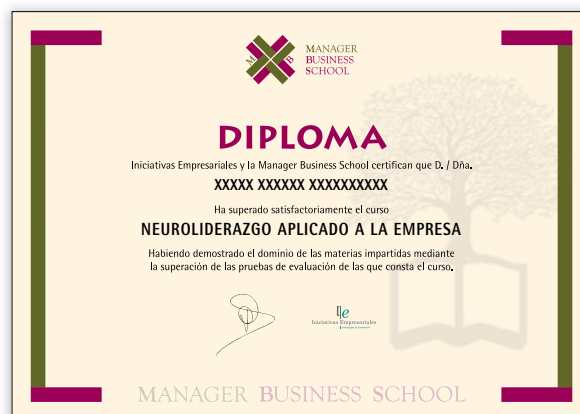 M B
MANAGER
BUSINESS
SCHOOL
DIPLOMA
Iniciativas Empresariales y la Manager Business School certifican que D. / Dña.
XXXXX XXXXXX XXXXXXXXXX
Ha superado satisfactoriamente el curso
NEUROLIDERAZGO APLICADO A LA EMPRESA
Habiendo demostrado el dominio de las materias impartidas mediante
la superación de las pruebas de evaluación de las que consta el curso.
Ie
Iniciativas Empresariales
MANAGER BUSINESS SCHOOL